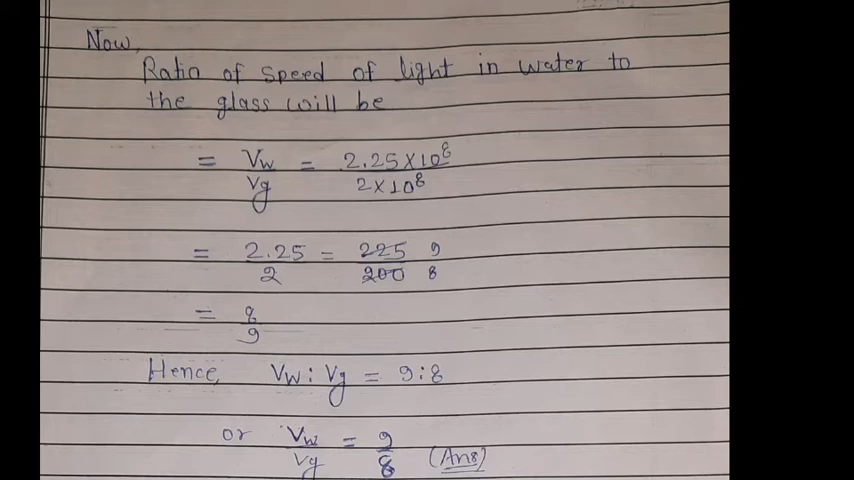 Now,
Ratio of speed of light in water to
the glass will be
= Vw/Vg = 2.25×10⁸/2×10⁸
= 2.25/2 = 225/200 9/8
= 8/9
Hence, Vw : Vg = 9:8
or Vw/Vg = 9/8 (Ans)